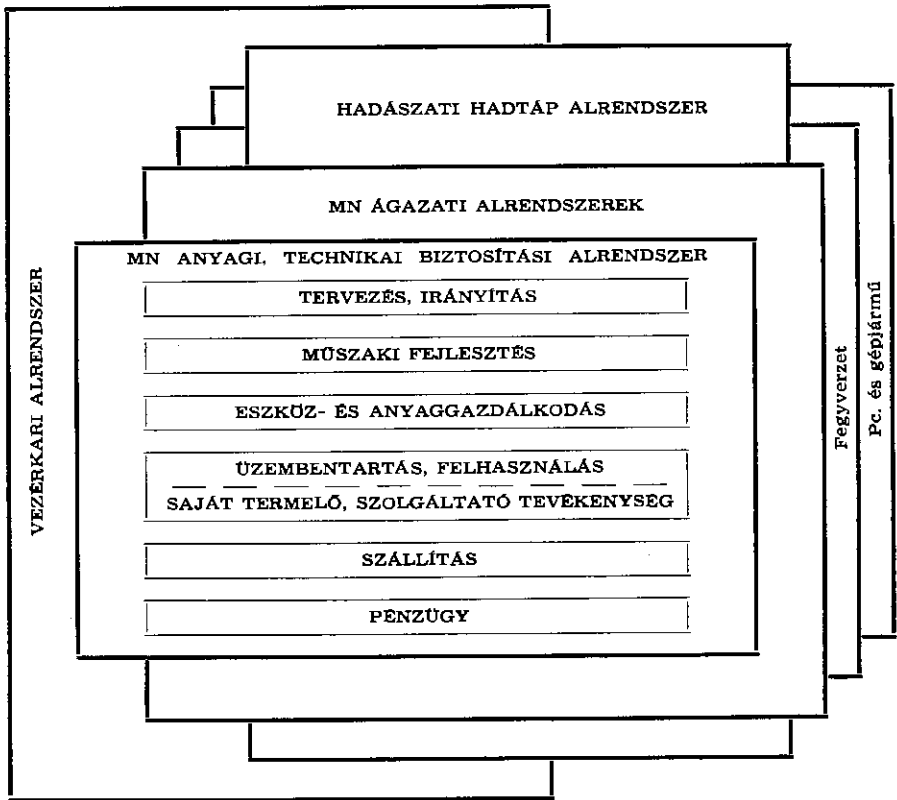 HADÁSZATI HADTÁP ALRENDSZER
MN ÁGAZATI ALRENDSZEREK
MN ANYAGI, TECHNIKAI BIZTOSÍTÁSI ALRENDSZER
TERVEZÉS, IRÁNYÍTÁS
MŰSZAKI FEJLESZTÉS
ESZKÖZ- ÉS ANYAGGAZDÁLKODÁS
ÜZEMBENTARTÁS, FELHASZNÁLÁS
SAJÁT TERMELŐ, SZOLGÁLTATÓ TEVÉKENYSÉG
SZÁLLÍTÁS
PÉNZÜGY
VEZÉRKARI ALRENDSZER
Fegyverzet
Pc. és gépjármű